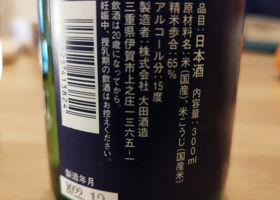 品目：日本酒
原材料名：米(国産)、米こうじ(国産米)
精米歩合：65% 内容量：300ml
アルコール分：15度
製造者：株式会社 大田酒造
三重県伊賀市上之庄一三六五-一
飲酒は20歳になってから。
妊娠中、授乳期の飲酒はお控えください。
413824
製造年月
2022.12